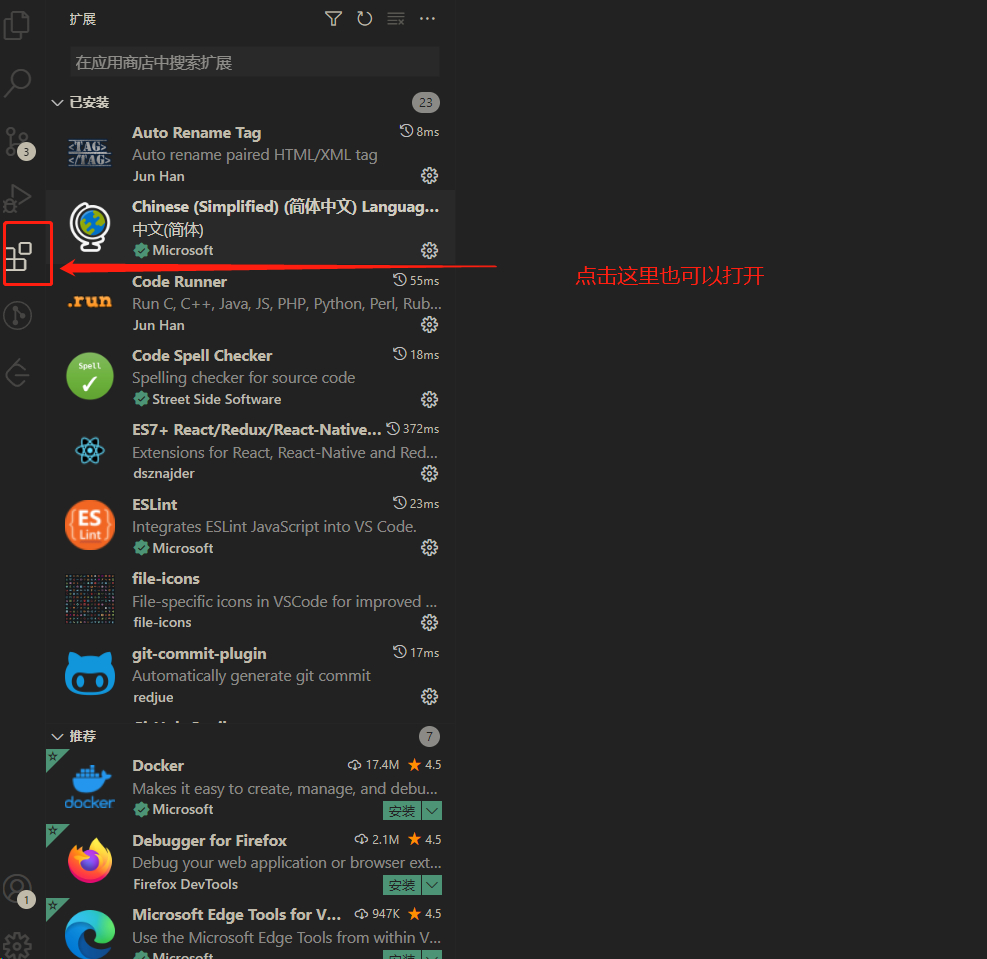 扩展
在应用商店中搜索扩展
已安装 23
Auto Rename Tag 8ms
<TAG>
</TAG>
Auto rename paired HTML/XML tag
Jun Han
3
Chinese (Simplified) (简体中文) Languag...
中文(简体)
Microsoft
点击这里也可以打开
Code Runner 55ms
.run
Run C, C++, Java, JS, PHP, Python, Perl, Rub...
Jun Han
Code Spell Checker 18ms
Spell
Spelling checker for source code
Street Side Software
ES7+ React/Redux/React-Native... 372ms
Extensions for React, React-Native and Red...
dsznajder
ESLint 23ms
ES
Lint
Integrates ESLint JavaScript into VS Code.
Microsoft
file-icons
File-specific icons in VSCode for improved ...
file-icons
git-commit-plugin 17ms
Automatically generate git commit
redjue
推荐 7
Docker 17.4M 4.5
docker
Makes it easy to create, manage, and debu...
Microsoft 安装
Debugger for Firefox 2.1M 4.5
Debug your web application or browser ext...
Firefox DevTools 安装
1
Microsoft Edge Tools for V... 947K 4.5
Use the Microsoft Edge Tools from within V...
Microsoft 安装